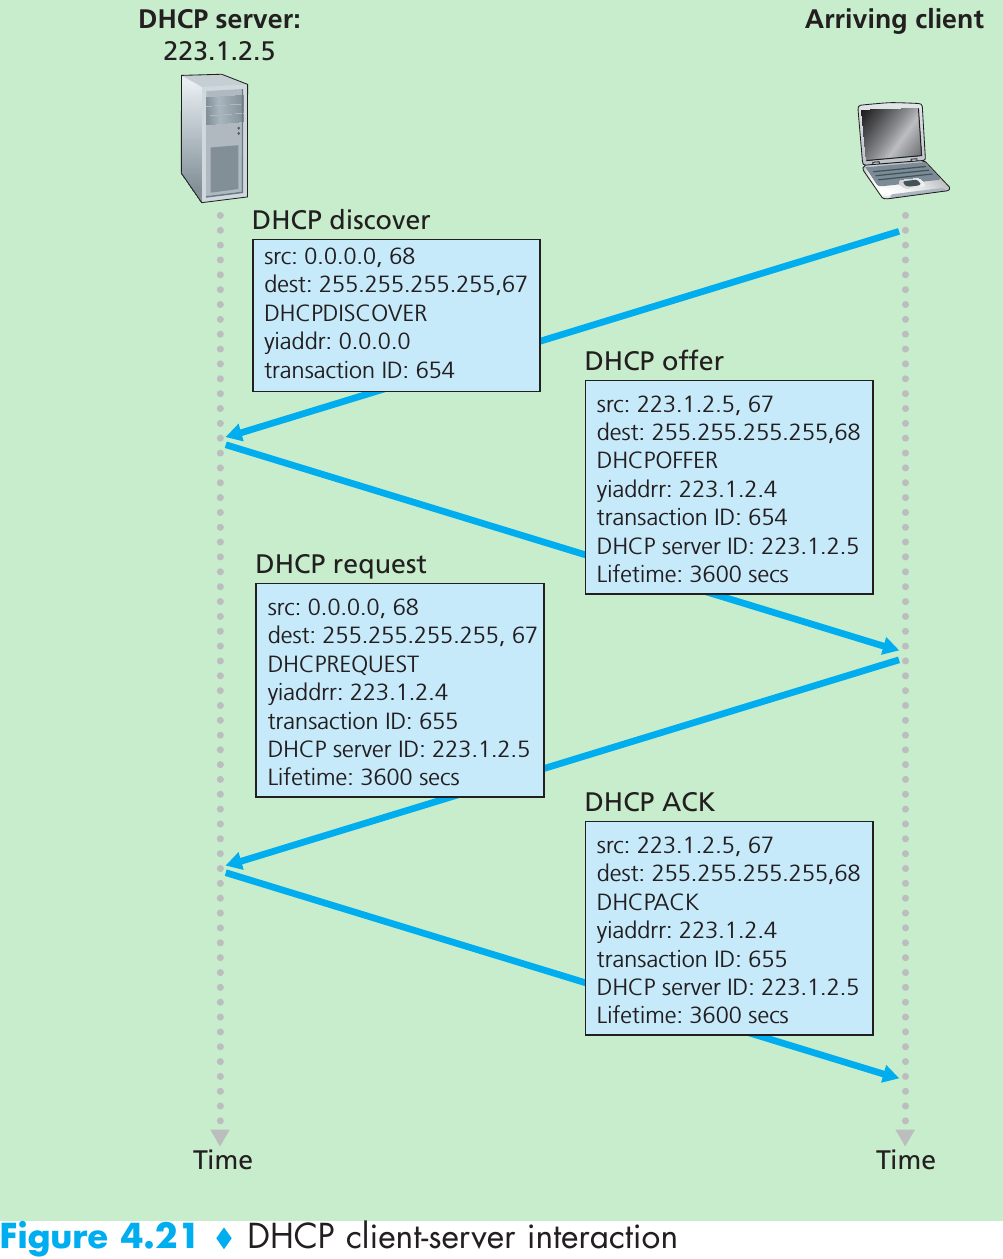 DHCP server:
223.1.2.5
Arriving client
DHCP discover
src: 0.0.0.0, 68
dest: 255.255.255.255,67
DHCPDISCOVER
yiaddr: 0.0.0.0
transaction ID: 654
DHCP offer
src: 223.1.2.5, 67
dest: 255.255.255.255,68
DHCPOFFER
yiaddrr: 223.1.2.4
transaction ID: 654
DHCP server ID: 223.1.2.5
Lifetime: 3600 secs
DHCP request
src: 0.0.0.0, 68
dest: 255.255.255.255, 67
DHCPREQUEST
yiaddrr: 223.1.2.4
transaction ID: 655
DHCP server ID: 223.1.2.5
Lifetime: 3600 secs
DHCP ACK
src: 223.1.2.5, 67
dest: 255.255.255.255,68
DHCPACK
yiaddrr: 223.1.2.4
transaction ID: 655
DHCP server ID: 223.1.2.5
Lifetime: 3600 secs
Time
Time
Figure 4.21 ♦ DHCP client-server interaction